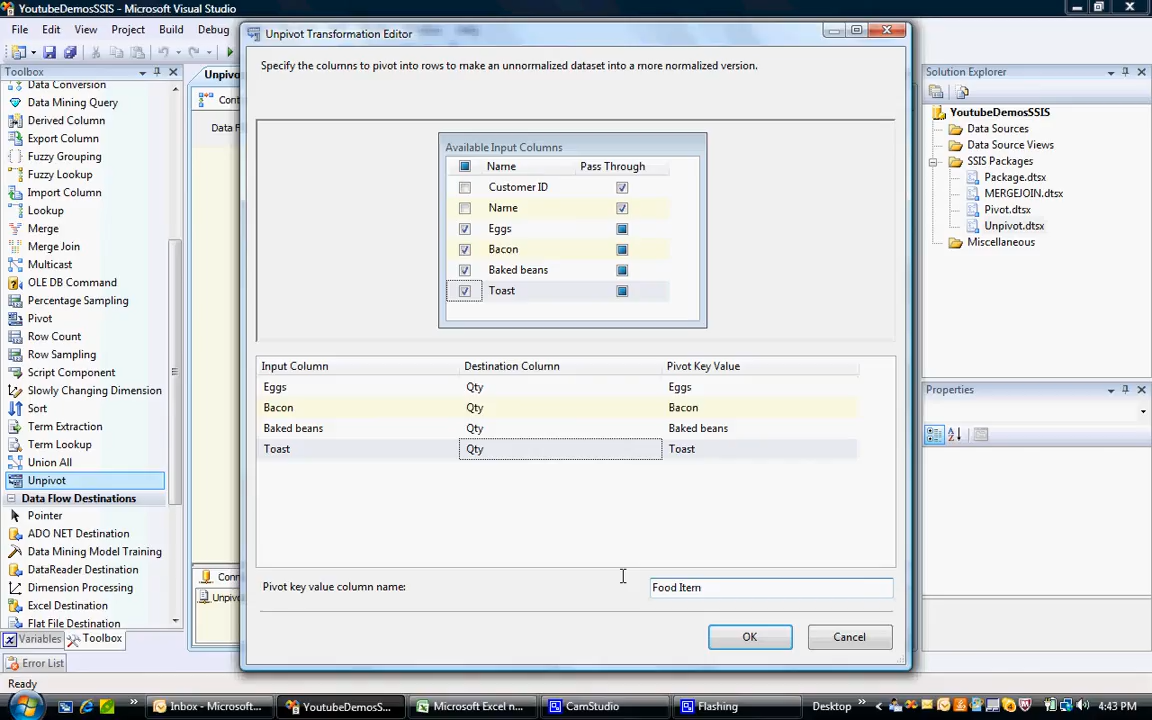 YoutubeDemosSSIS - Microsoft Visual Studio
File Edit View Project Build Debug
Toolbox
Data Conversion
Data Mining Query
Derived Column
Export Column
Fuzzy Grouping
Fuzzy Lookup
Import Column
Lookup
Merge
Merge Join
Multicast
OLE DB Command
Percentage Sampling
Pivot
Row Count
Row Sampling
Script Component
Slowly Changing Dimension
Sort
Term Extraction
Term Lookup
Union All
Unpivot
Data Flow Destinations
Pointer
ADO NET Destination
Data Mining Model Training
DataReader Destination
Dimension Processing
Excel Destination
Flat File Destination
Variables Toolbox
Error List
Ready
Unpivot Transformation Editor
Specify the columns to pivot into rows to make an unnormalized dataset into a more normalized version.
Available Input Columns
Name Pass Through
Customer ID
Name
Eggs
Bacon
Baked beans
Toast
Input Column Destination Column Pivot Key Value
Eggs Qty Eggs
Bacon Qty Bacon
Baked beans Qty Baked beans
Toast Qty Toast
Pivot key value column name: Food Item
OK Cancel
Solution Explorer
YoutubeDemosSSIS
Data Sources
Data Source Views
SSIS Packages
Package.dtsx
MERGEJOIN.dtsx
Pivot.dtsx
Unpivot.dtsx
Miscellaneous
Properties
Inbox - Microsoft... YoutubeDemosS... Microsoft Excel n... CamStudio Flashing Desktop 4:43 PM